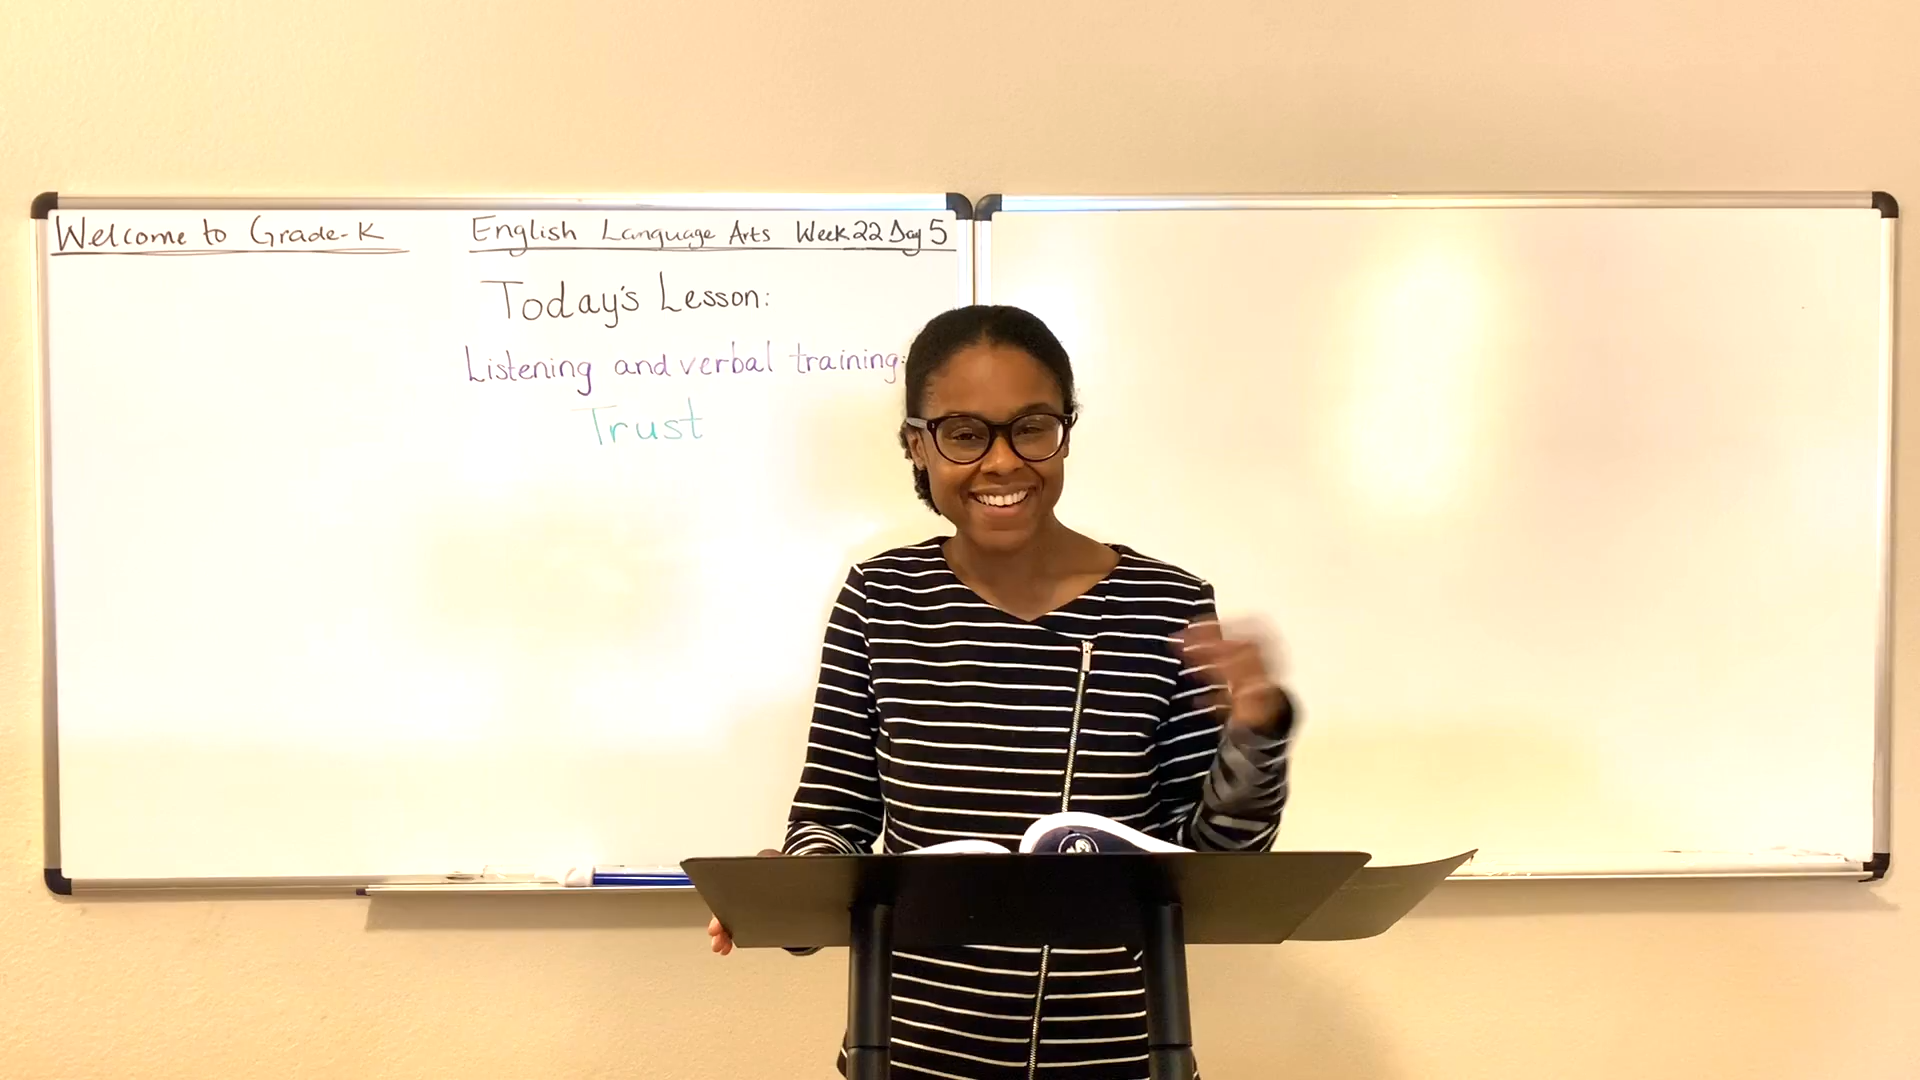 Welcome to Grade-K
English Language Arts Week 22 Day 5
Today's Lesson:
Listening and verbal training:
Trust